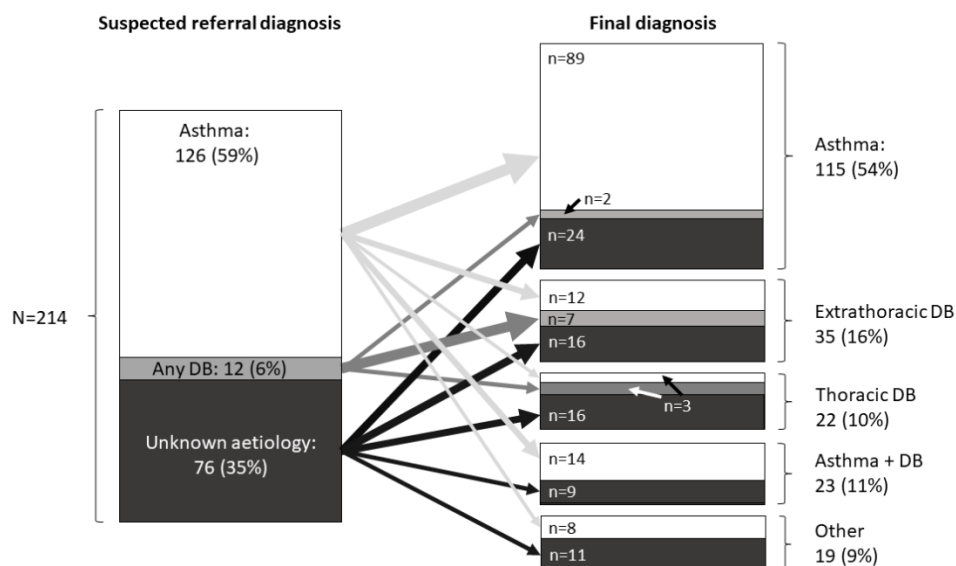 Suspected referral diagnosis
Final diagnosis
N=214
Asthma:
126 (59%)
Any DB: 12 (6%)
Unknown aetiology:
76 (35%)
n=89
n=2
n=24
Asthma:
115 (54%)
n=12
n=7
n=16
Extrathoracic DB
35 (16%)
n=3
n=16
Thoracic DB
22 (10%)
n=14
n=9
Asthma + DB
23 (11%)
n=8
n=11
Other
19 (9%)